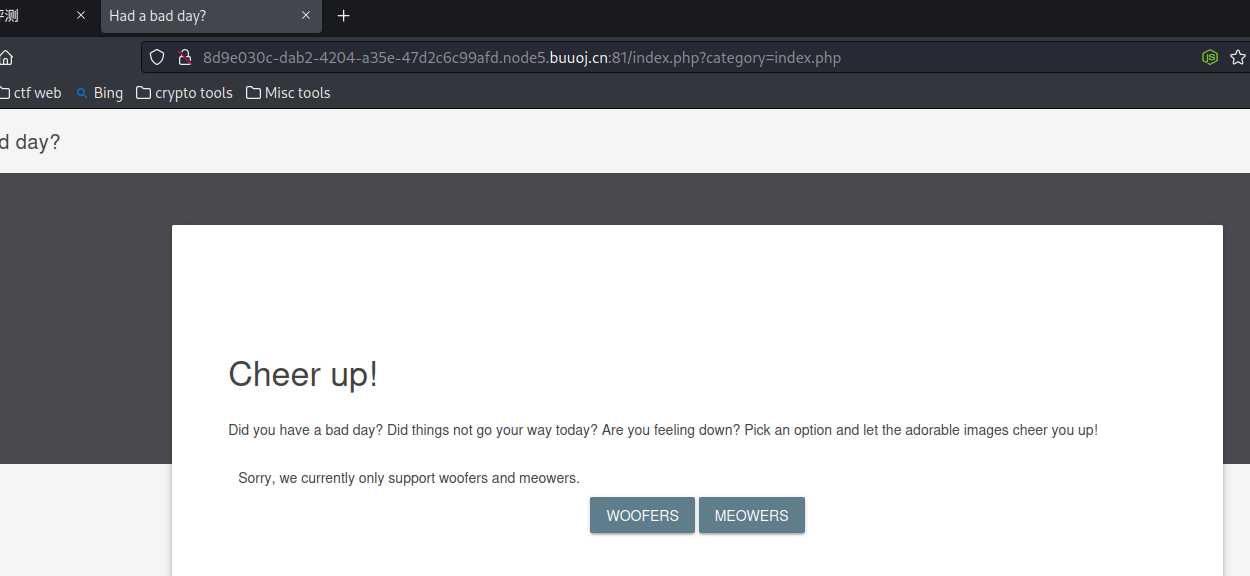 评测
Had a bad day?
8d9e030c-dab2-4204-a35e-47d2c6c99afd.node5.buuoj.cn:81/index.php?category=index.php
ctf web Bing crypto tools Misc tools
d day?
Cheer up!
Did you have a bad day? Did things not go your way today? Are you feeling down? Pick an option and let the adorable images cheer you up!
Sorry, we currently only support woofers and meowers.
WOOFERS MEOWERS